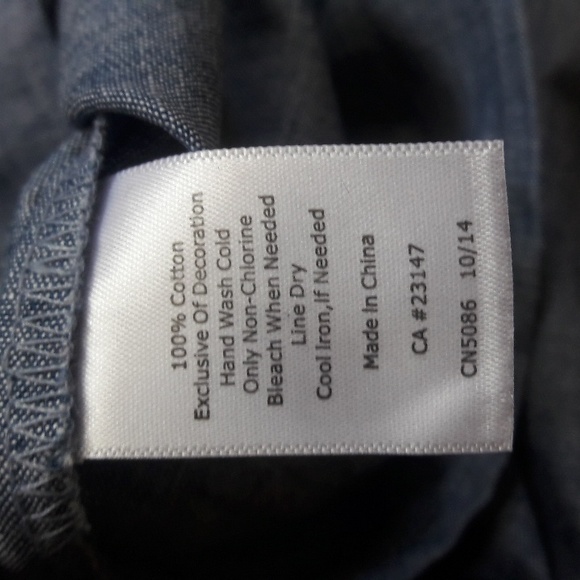 100% Cotton
Exclusive Of Decoration
Hand Wash Cold
Only Non-Chlorine
Bleach When Needed
Line Dry
Cool Iron,If Needed
Made In China
CA #23147
CN5086 10/14